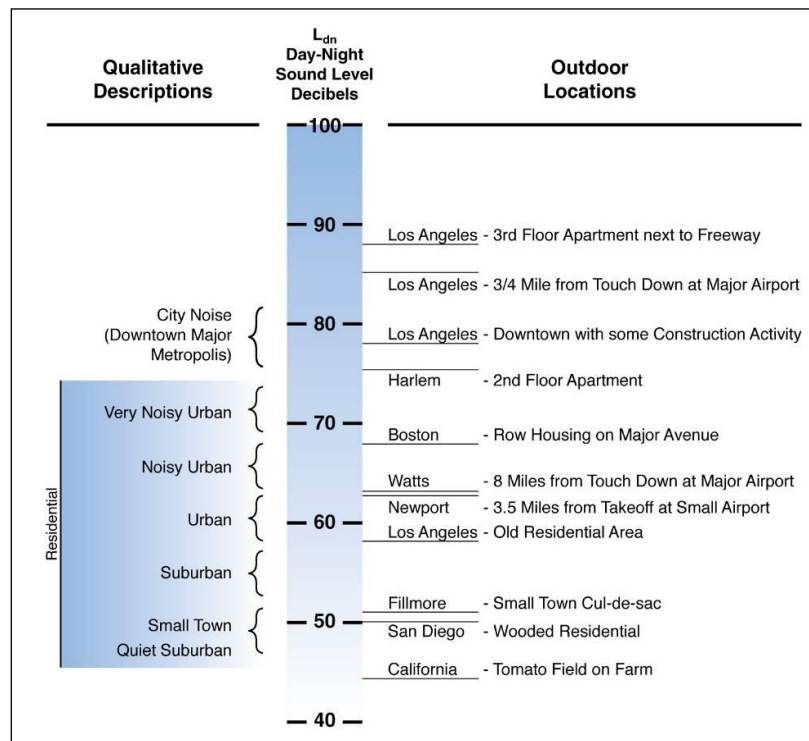 Qualitative
Descriptions
L_dn
Day-Night
Sound Level
Decibels
Outdoor
Locations
100
90
Los Angeles - 3rd Floor Apartment next to Freeway
Los Angeles - 3/4 Mile from Touch Down at Major Airport
City Noise
(Downtown Major
Metropolis)
80
Los Angeles - Downtown with some Construction Activity
Harlem - 2nd Floor Apartment
Very Noisy Urban
70
Boston - Row Housing on Major Avenue
Noisy Urban
Watts - 8 Miles from Touch Down at Major Airport
Newport - 3.5 Miles from Takeoff at Small Airport
Urban
60
Los Angeles - Old Residential Area
Residential
Suburban
Fillmore - Small Town Cul-de-sac
Small Town
50
San Diego - Wooded Residential
Quiet Suburban
California - Tomato Field on Farm
40